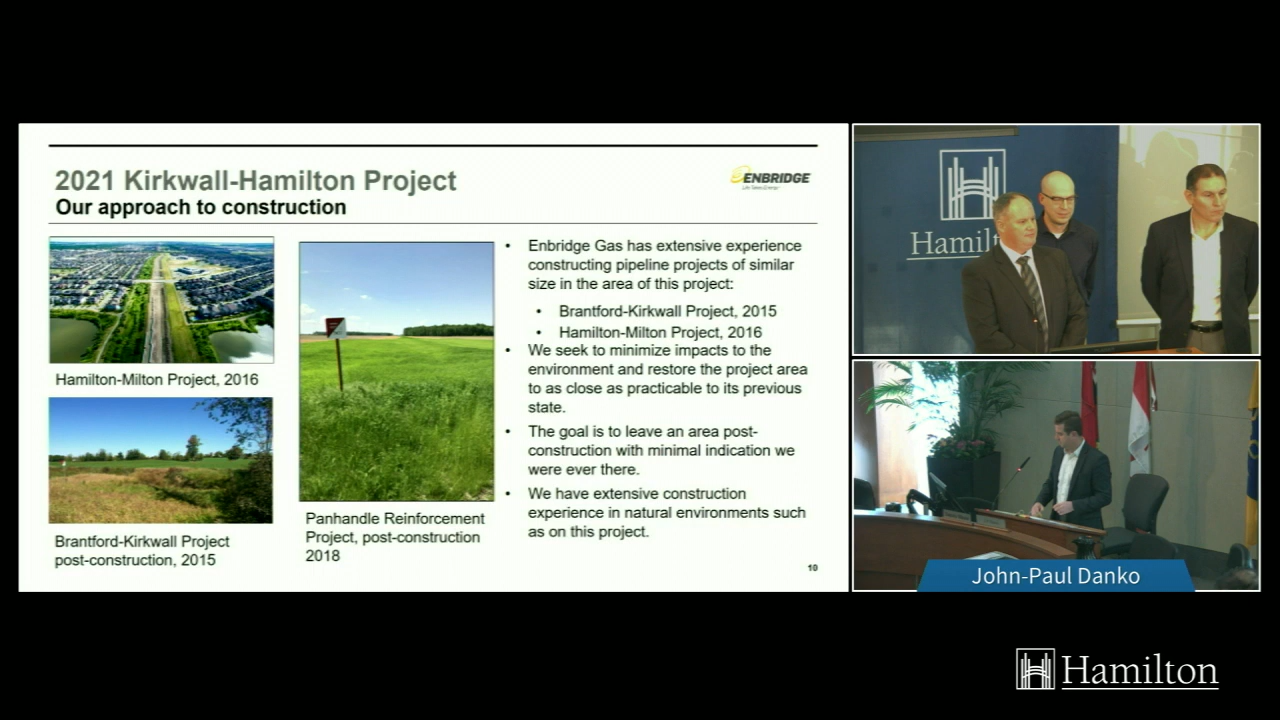 2021 Kirkwall-Hamilton Project
Our approach to construction
ENBRIDGE
Life Takes Energy
Hamilton-Milton Project, 2016
Brantford-Kirkwall Project
post-construction, 2015
Panhandle Reinforcement
Project, post-construction
2018
• Enbridge Gas has extensive experience
constructing pipeline projects of similar
size in the area of this project:
• Brantford-Kirkwall Project, 2015
• Hamilton-Milton Project, 2016
• We seek to minimize impacts to the
environment and restore the project area
to as close as practicable to its previous
state.
• The goal is to leave an area post-
construction with minimal indication we
were ever there.
• We have extensive construction
experience in natural environments such
as on this project.
10
Hamil
John-Paul Danko
Hamilton